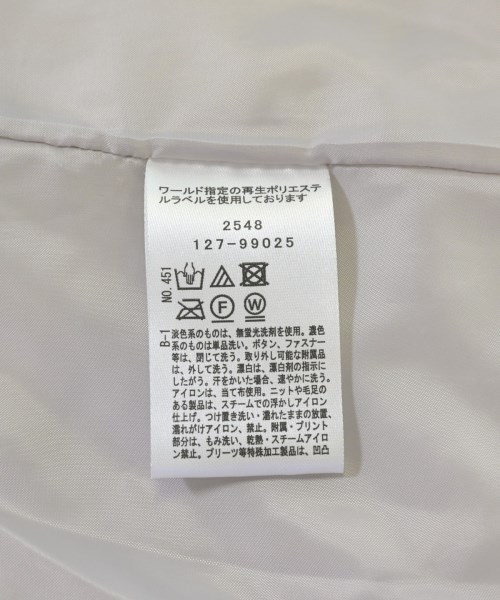 ワールド指定の再生ポリエステ
ルラベルを使用しております
2548
127-99025
NO.451
F
W
B-1
淡色系のものは、無蛍光洗剤を使用。濃色
系のものは単品洗い。ボタン、ファスナー
等は、閉じて洗う。取り外し可能な附属品
は、外して洗う。漂白は、漂白剤の指示に
したがう。汗をかいた場合、速やかに洗う。
アイロンは、当て布使用。ニットや毛足の
ある製品は、スチームでの浮かしアイロン
仕上げ。つけ置き洗い・濡れたままの放置、
濡れがけアイロン、禁止。附属・プリント
部分は、もみ洗い、乾熱・スチームアイロ
ン禁止。プリーツ等特殊加工製品は、凹凸